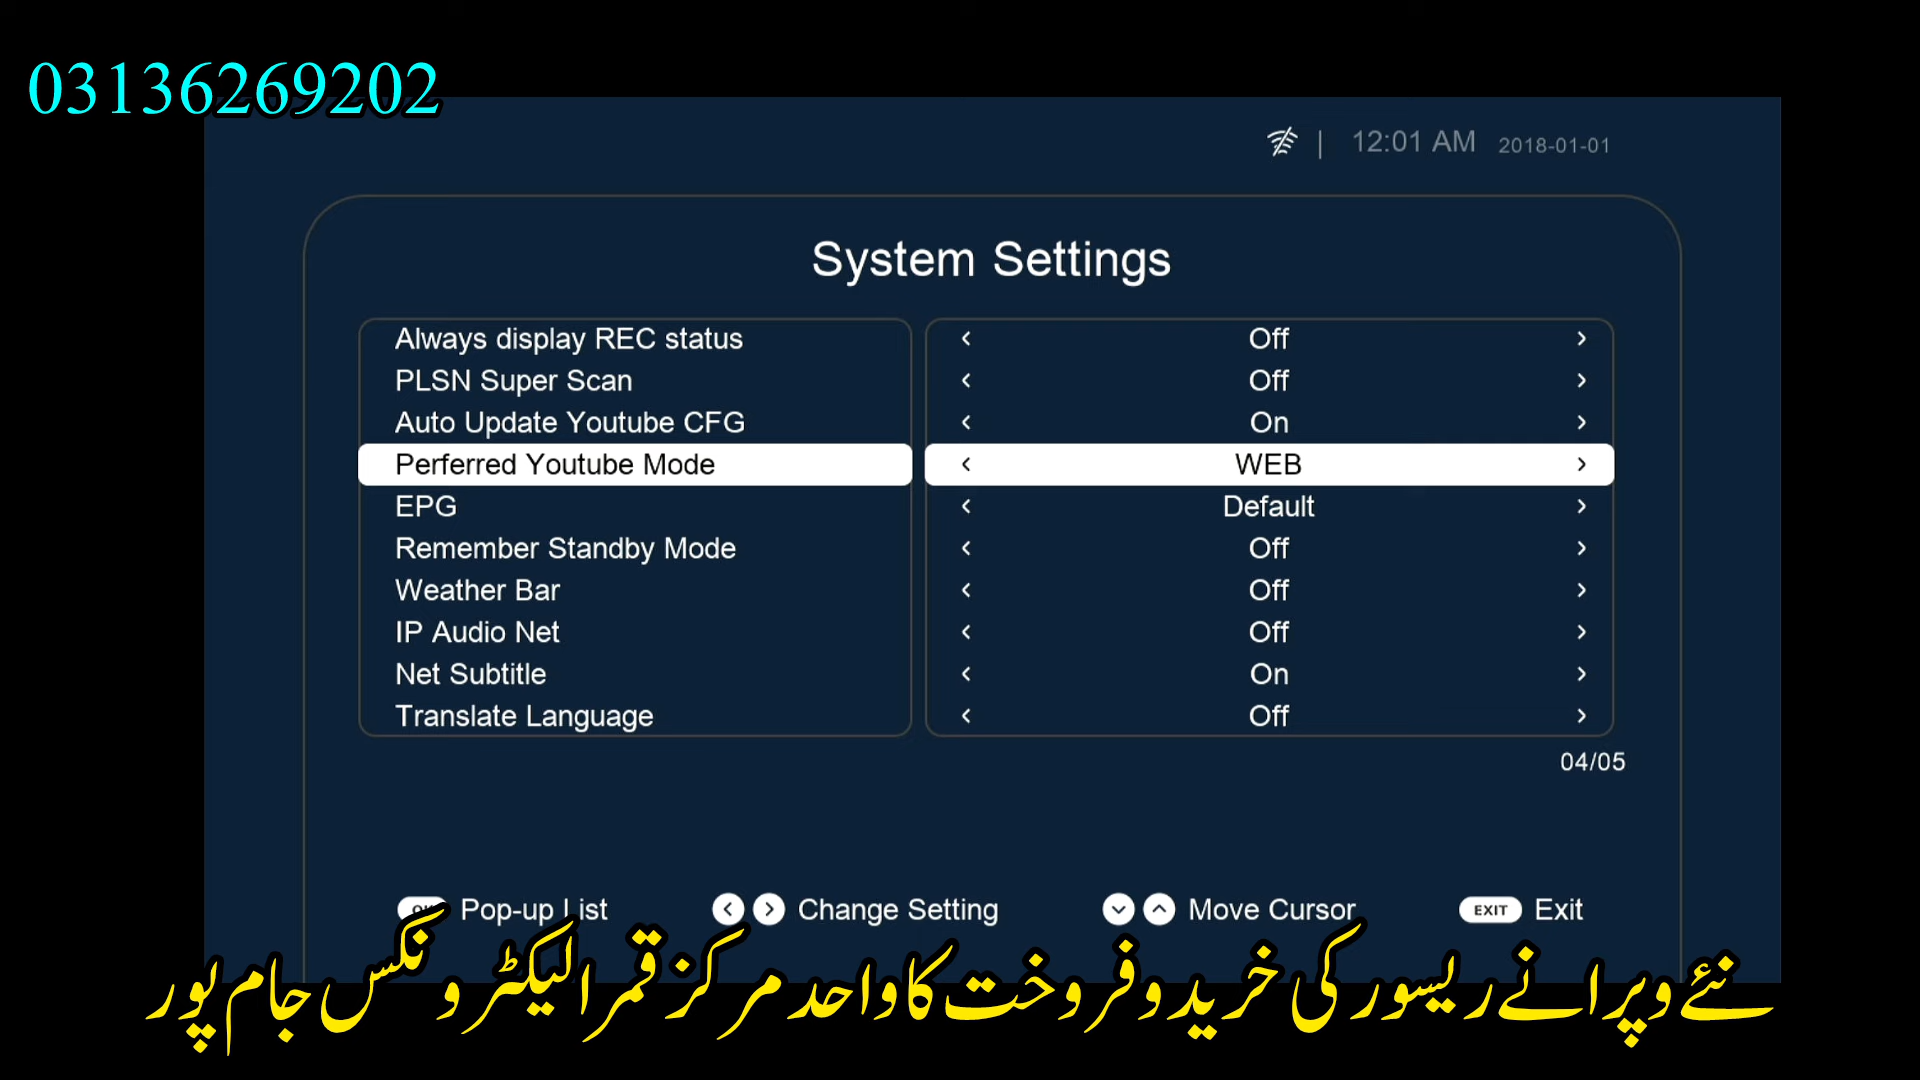 03136269202
12:01 AM 2018-01-01
System Settings
Always display REC status < Off >
PLSN Super Scan < Off >
Auto Update Youtube CFG < On >
Perferred Youtube Mode < WEB >
EPG < Default >
Remember Standby Mode < Off >
Weather Bar < Off >
IP Audio Net < Off >
Net Subtitle < On >
Translate Language < Off >
04/05
OK Pop-up List < > Change Setting Move Cursor EXIT Exit
نئے و پرانے ریسور کی خرید و فروخت کا واحد مرکز قمر الیکٹرونکس جام پور